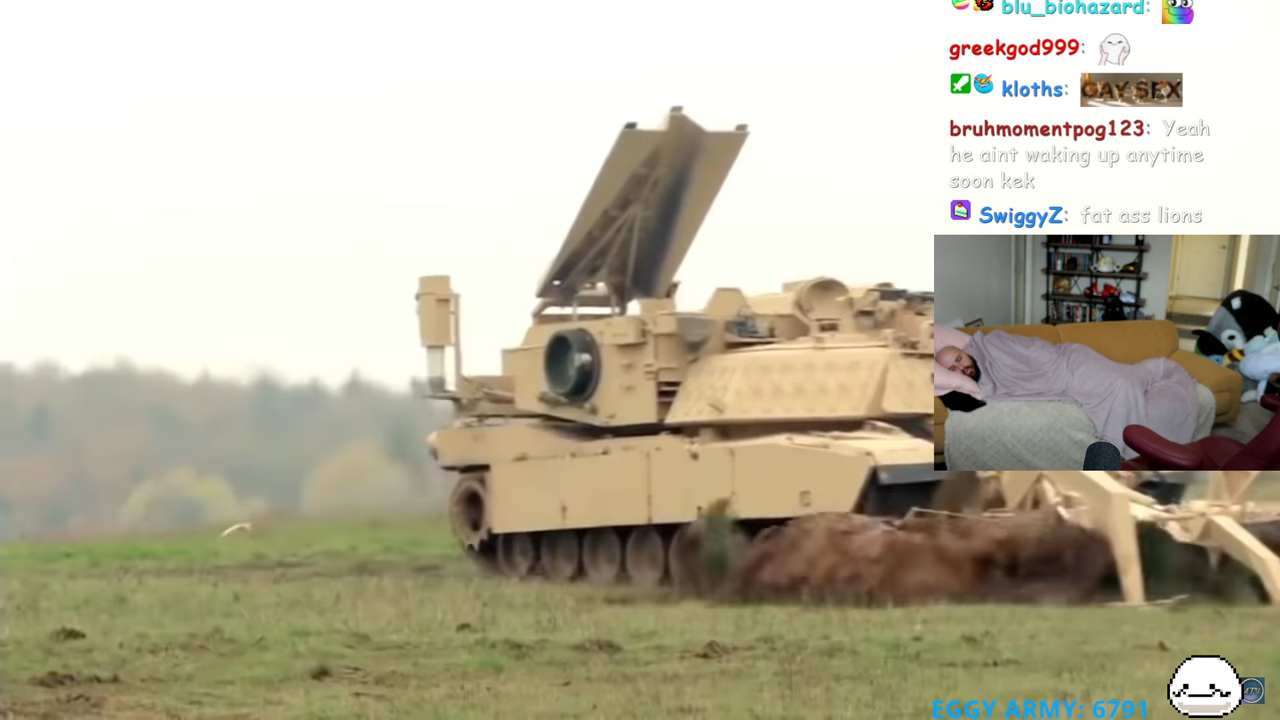 blu_biohazard:
greekgod999:
kloths: GAY SEX
bruhmomentpog123: Yeah
he aint waking up anytime
soon kek
SwiggyZ: fat ass lions
EGGY ARMY: 6791